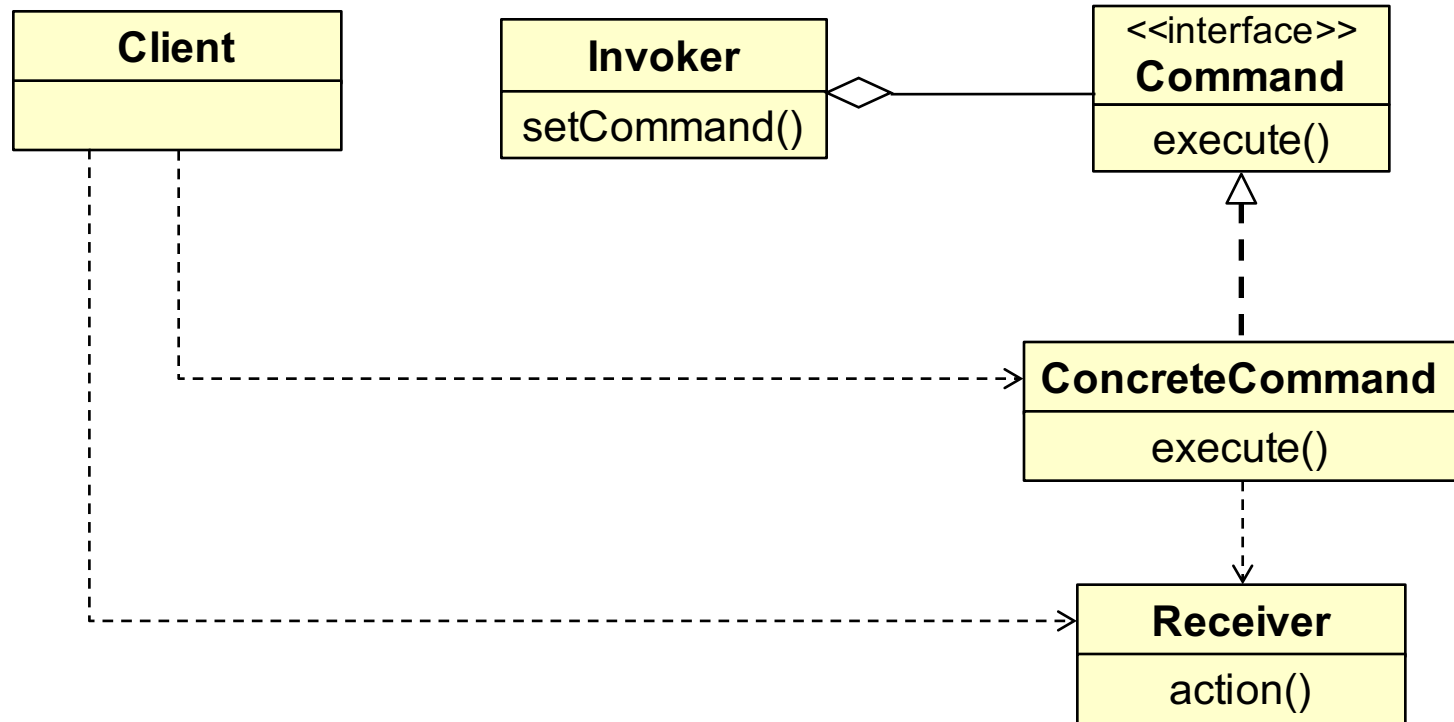 Client
Invoker
setCommand()
<<interface>>
Command
execute()
ConcreteCommand
execute()
Receiver
action()